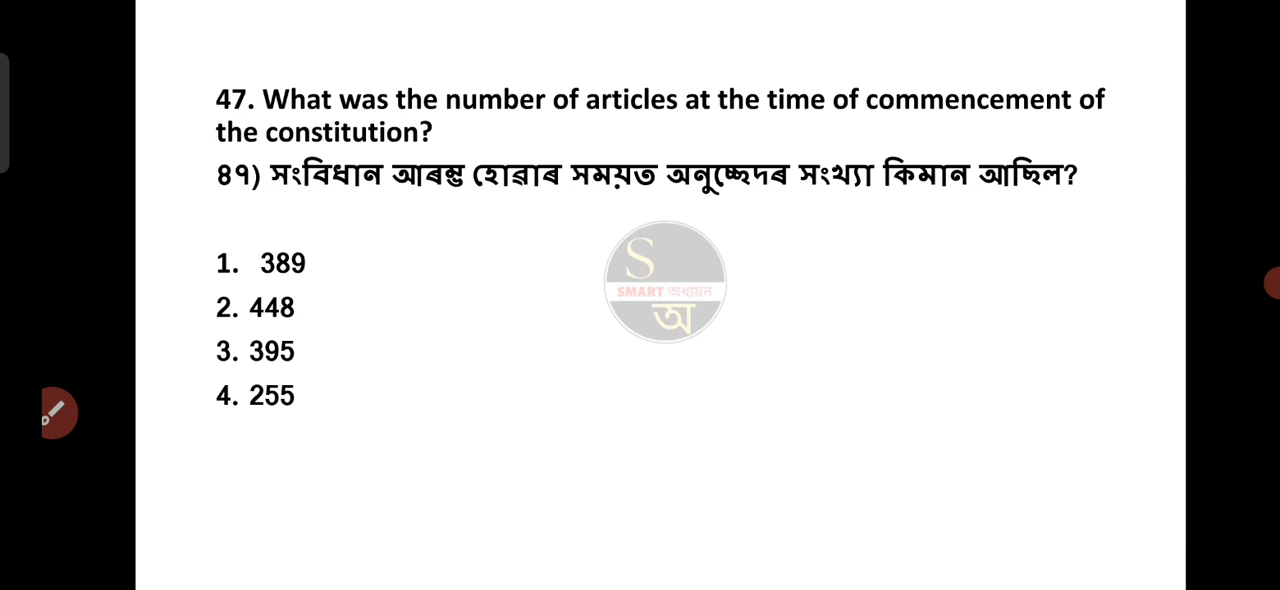 47. What was the number of articles at the time of commencement of
the constitution?
৪৭) সংবিধান আৰম্ভ হোৱাৰ সময়ত অনুচ্ছেদৰ সংখ্যা কিমান আছিল?
1. 389
2. 448
3. 395
4. 255
S
SMART অধ্যয়ন
অ